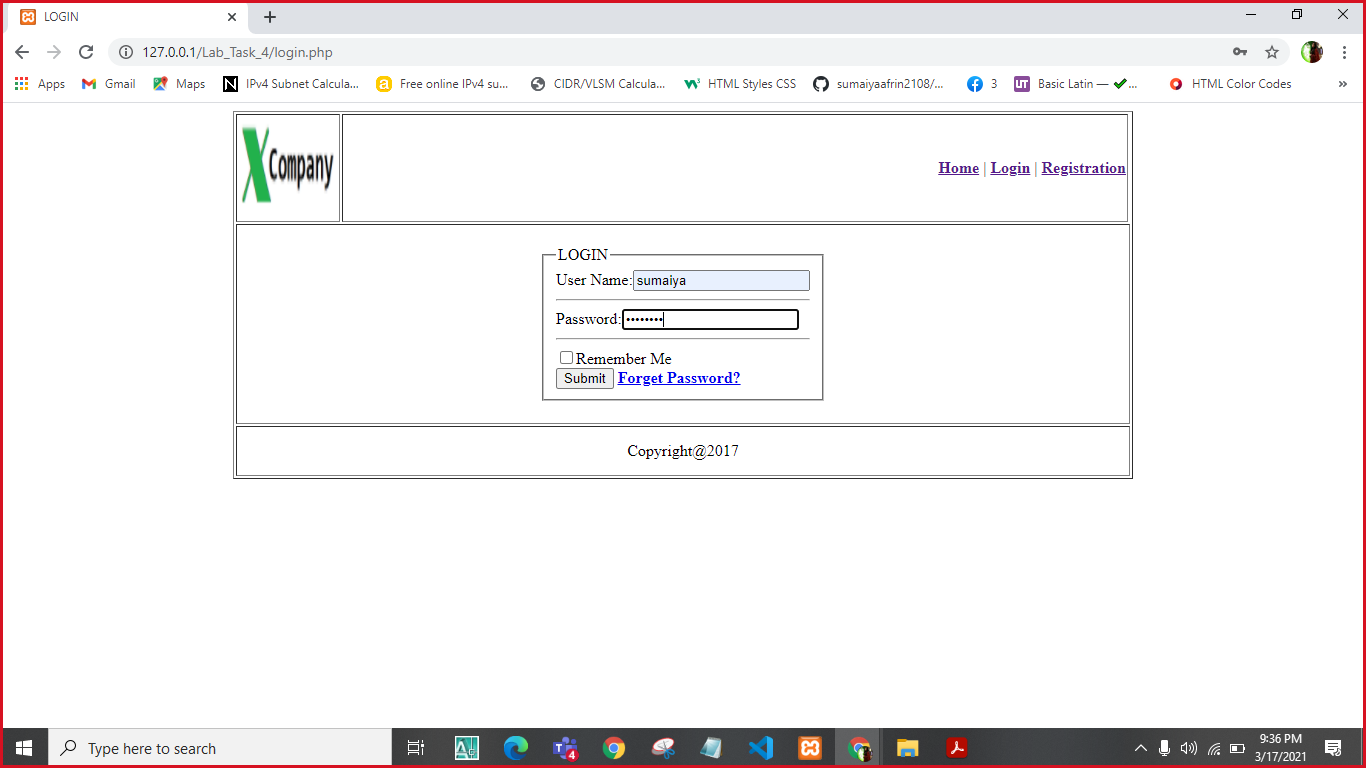 LOGIN
127.0.0.1/Lab_Task_4/login.php
Apps Gmail Maps IPv4 Subnet Calcula... Free online IPv4 su... CIDR/VLSM Calcula... HTML Styles CSS sumaiyaafrin2108/... 3 Basic Latin — ✔... HTML Color Codes »
X Company
Home | Login | Registration
LOGIN
User Name: sumaiya
Password: ••••••••
Remember Me
Submit Forget Password?
Copyright@2017
Type here to search
4
9:36 PM
3/17/2021